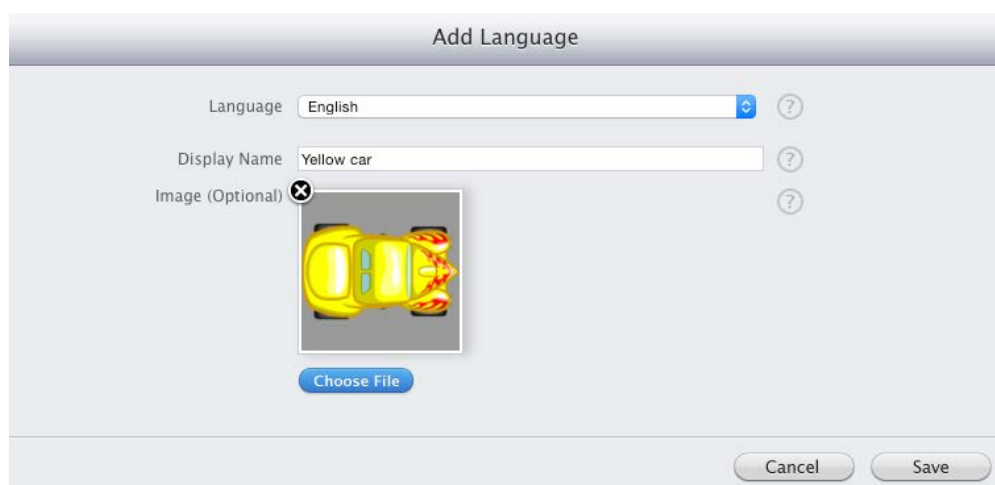 Add Language
Language English ?
Display Name Yellow car ?
Image (Optional) ?
Choose File
Cancel Save